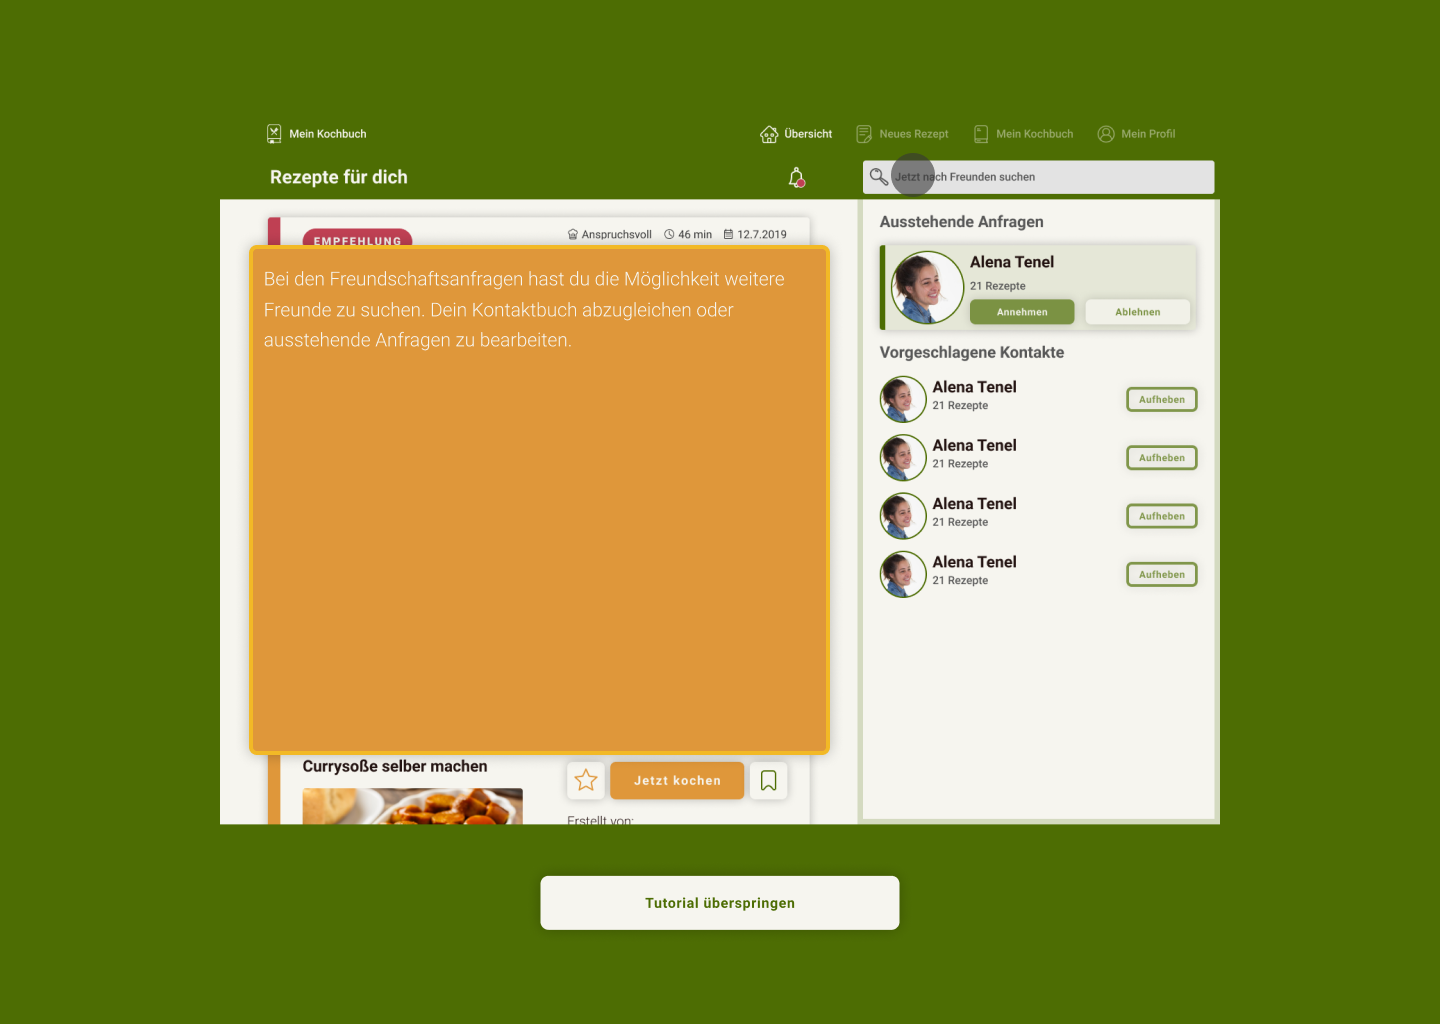 Mein Kochbuch
Übersicht
Neues Rezept
Mein Kochbuch
Mein Profil
Rezepte für dich
Jetzt nach Freunden suchen
EMPFEHLUNG
Anspruchsvoll
46 min
12.7.2019
Bei den Freundschaftsanfragen hast du die Möglichkeit weitere
Freunde zu suchen. Dein Kontaktbuch abzugleichen oder
ausstehende Anfragen zu bearbeiten.
Currysoße selber machen
Jetzt kochen
Erstellt von:
Ausstehende Anfragen
Alena Tenel
21 Rezepte
Annehmen
Ablehnen
Vorgeschlagene Kontakte
Alena Tenel
21 Rezepte
Aufheben
Alena Tenel
21 Rezepte
Aufheben
Alena Tenel
21 Rezepte
Aufheben
Alena Tenel
21 Rezepte
Aufheben
Tutorial überspringen